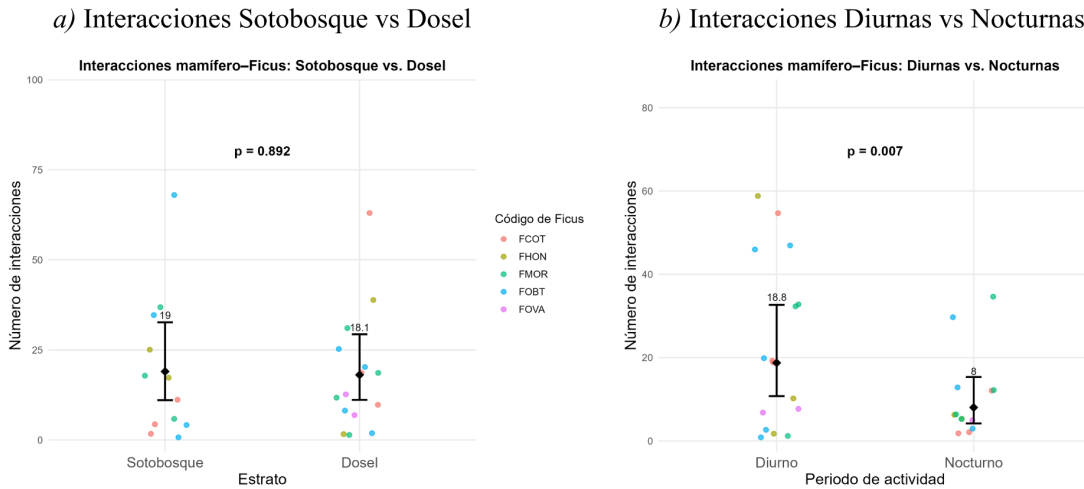 a) Interacciones Sotobosque vs Dosel
Interacciones mamífero–Ficus: Sotobosque vs. Dosel
100
75
50
25
0
Número de interacciones
p = 0.892
19
18.1
Sotobosque
Dosel
Estrato
Código de Ficus
FCOT
FHON
FMOR
FOBT
FOVA
b) Interacciones Diurnas vs Nocturnas
Interacciones mamífero–Ficus: Diurnas vs. Nocturnas
80
60
40
20
0
Número de interacciones
p = 0.007
18.8
8
Diurno
Nocturno
Periodo de actividad